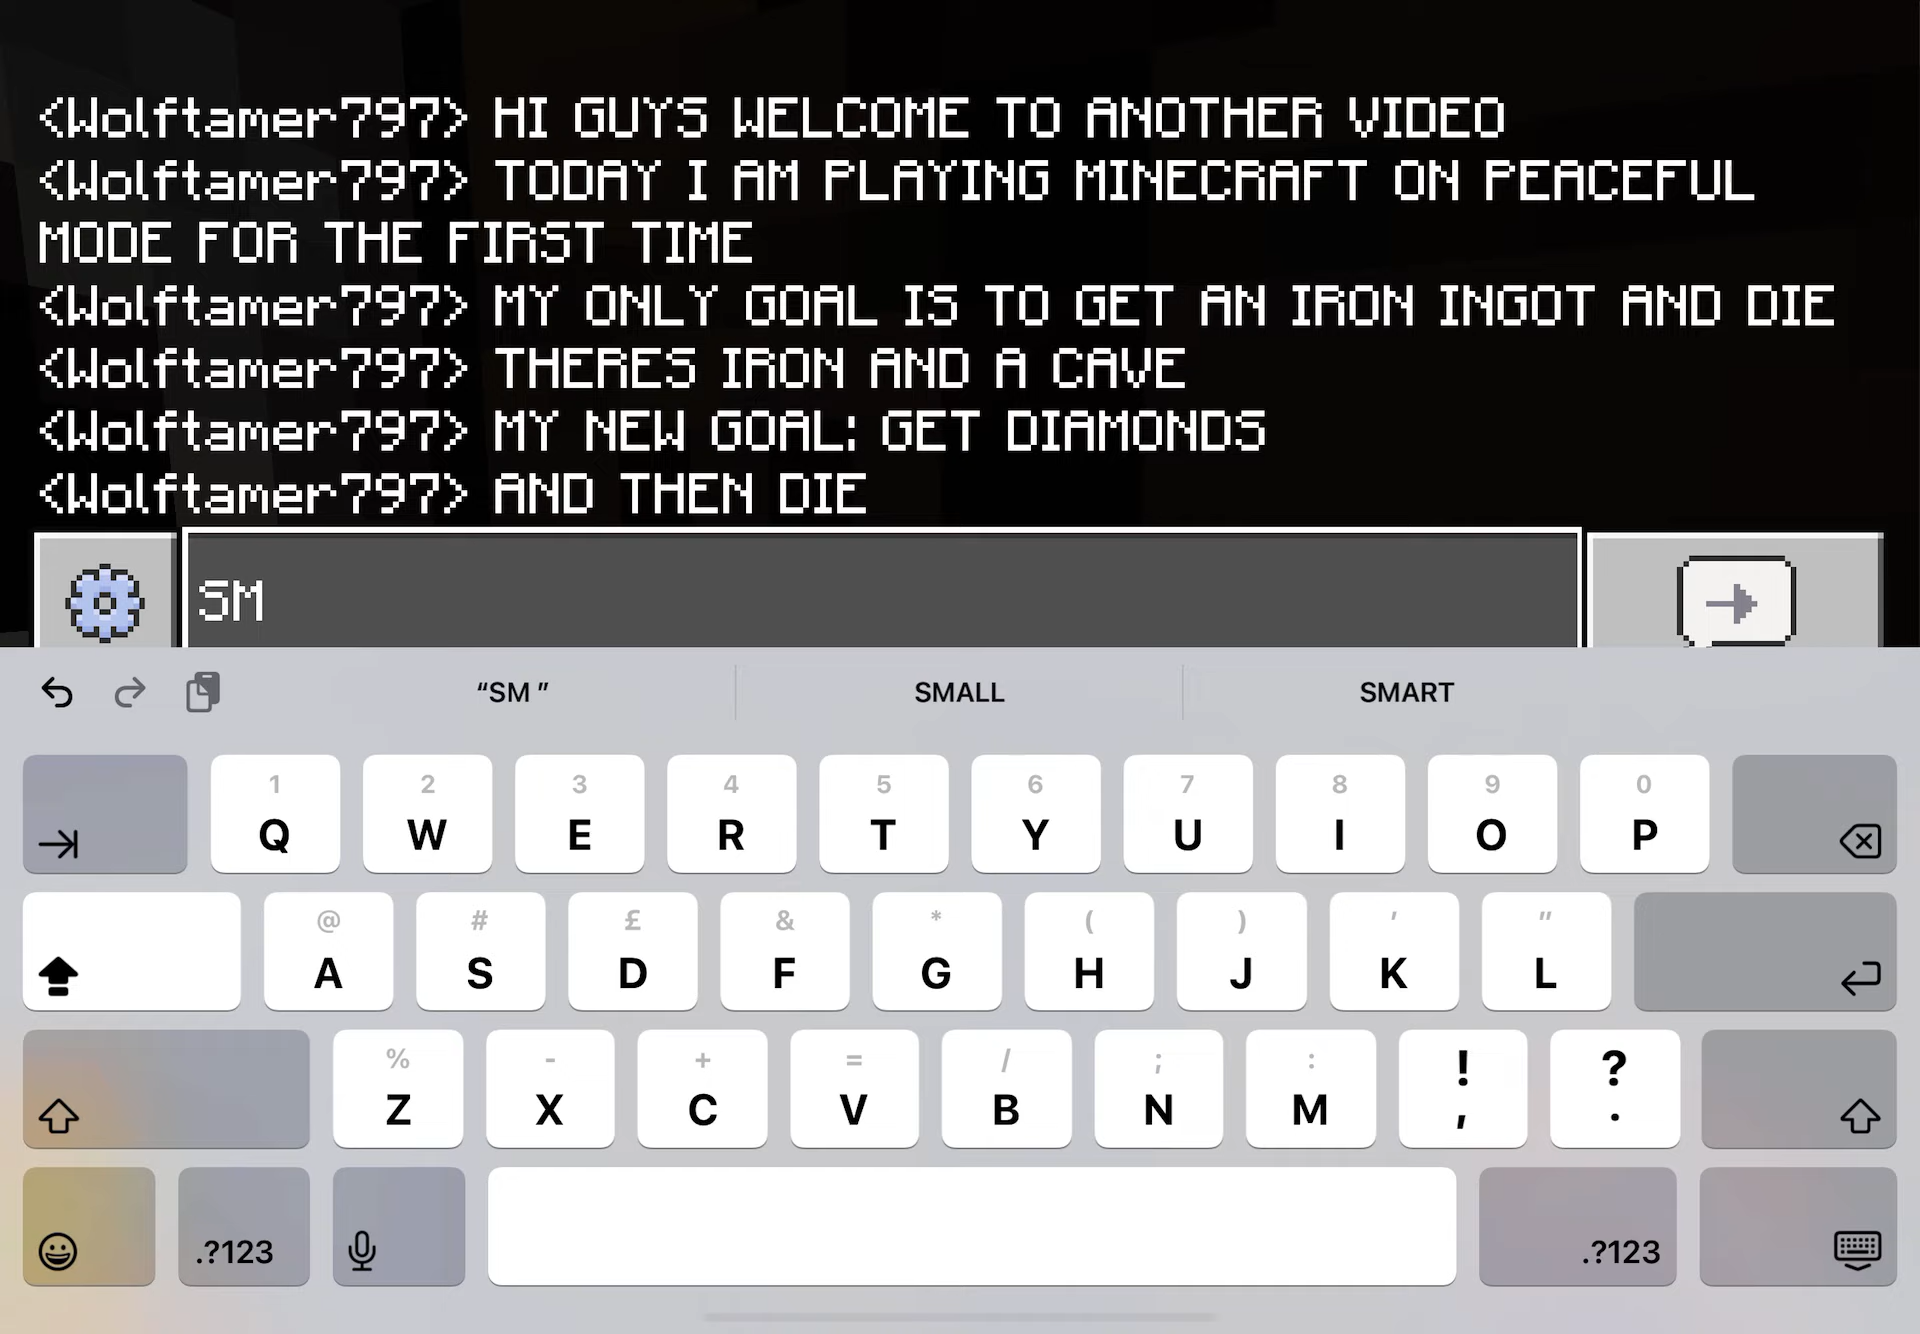 <Wolftamer797> HI GUYS WELCOME TO ANOTHER VIDEO
<Wolftamer797> TODAY I AM PLAYING MINECRAFT ON PEACEFUL
MODE FOR THE FIRST TIME
<Wolftamer797> MY ONLY GOAL IS TO GET AN IRON INGOT AND DIE
<Wolftamer797> THERES IRON AND A CAVE
<Wolftamer797> MY NEW GOAL: GET DIAMONDS
<Wolftamer797> AND THEN DIE
SM
“SM ” SMALL SMART
1 2 3 4 5 6 7 8 9 0
Q W E R T Y U I O P
@ # £ & * ( ) ' "
A S D F G H J K L
% - + = / ; : ! ?
Z X C V B N M , .
.?123 .?123